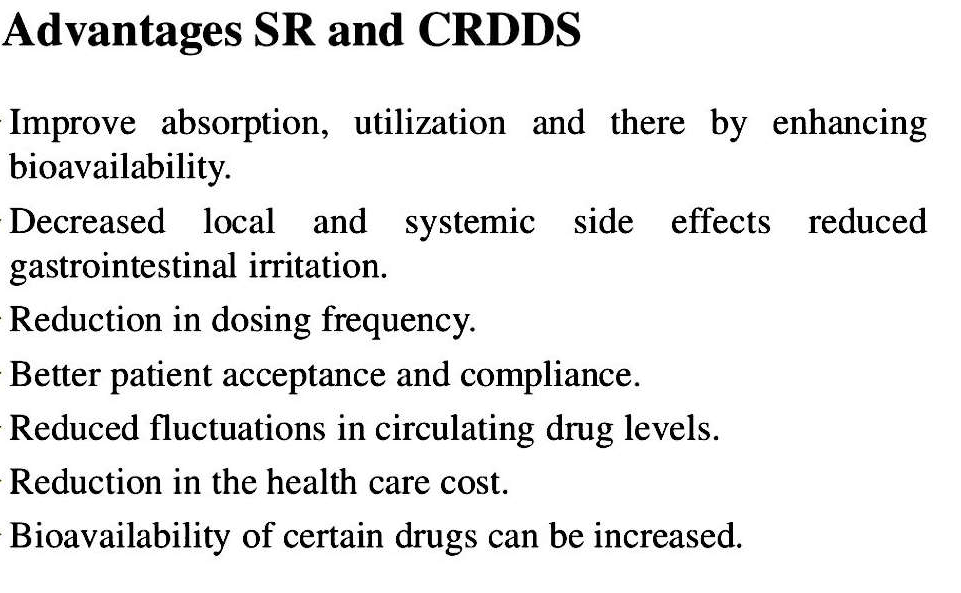 Advantages SR and CRDDS
Improve absorption, utilization and there by enhancing
bioavailability.
Decreased local and systemic side effects reduced
gastrointestinal irritation.
Reduction in dosing frequency.
Better patient acceptance and compliance.
Reduced fluctuations in circulating drug levels.
Reduction in the health care cost.
Bioavailability of certain drugs can be increased.